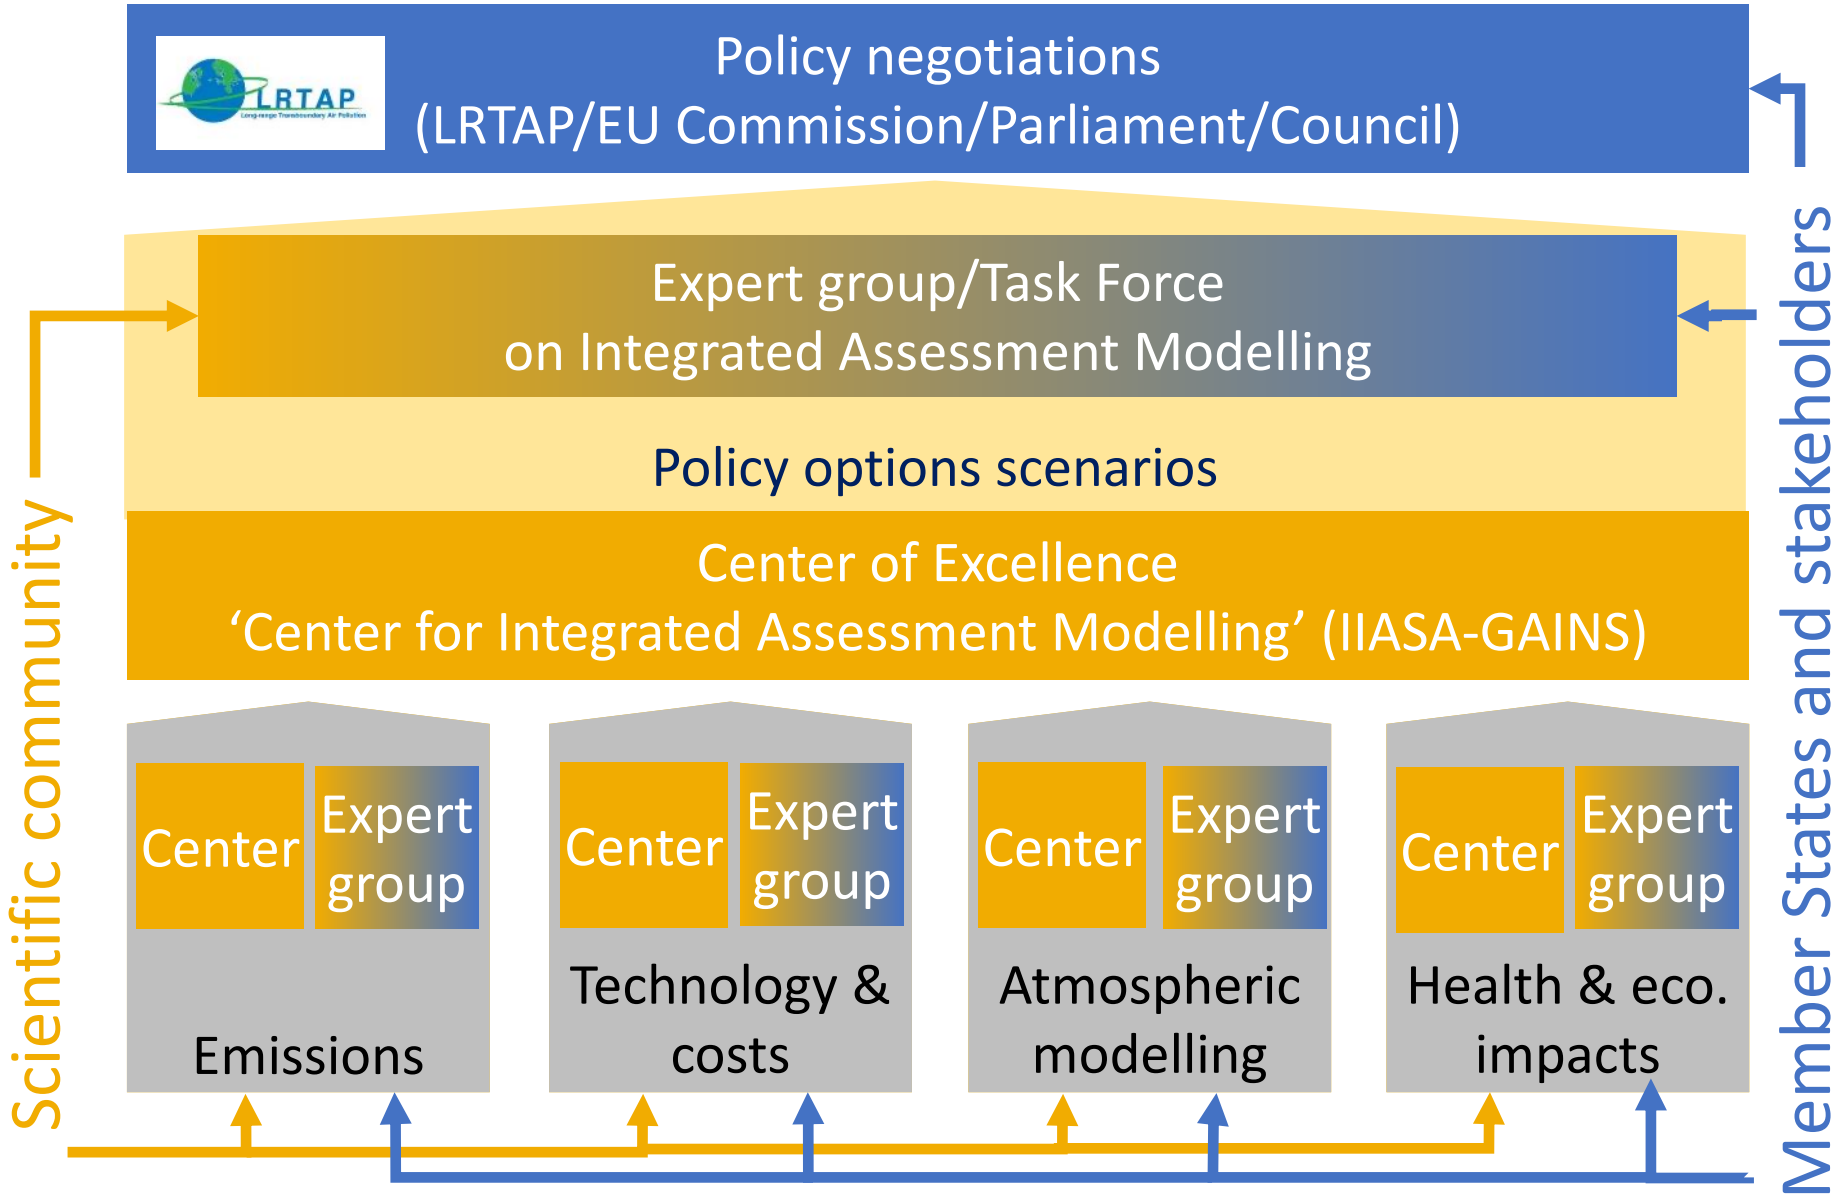 Policy negotiations
(LRTAP/EU Commission/Parliament/Council)
LRTAP
Long-range Transboundary Air Pollution
Expert group/Task Force
on Integrated Assessment Modelling
Policy options scenarios
Center of Excellence
‘Center for Integrated Assessment Modelling’ (IIASA-GAINS)
Center
Expert
group
Emissions
Center
Expert
group
Technology &
costs
Center
Expert
group
Atmospheric
modelling
Center
Expert
group
Health & eco.
impacts
Scientific community
Member States and stakeholders